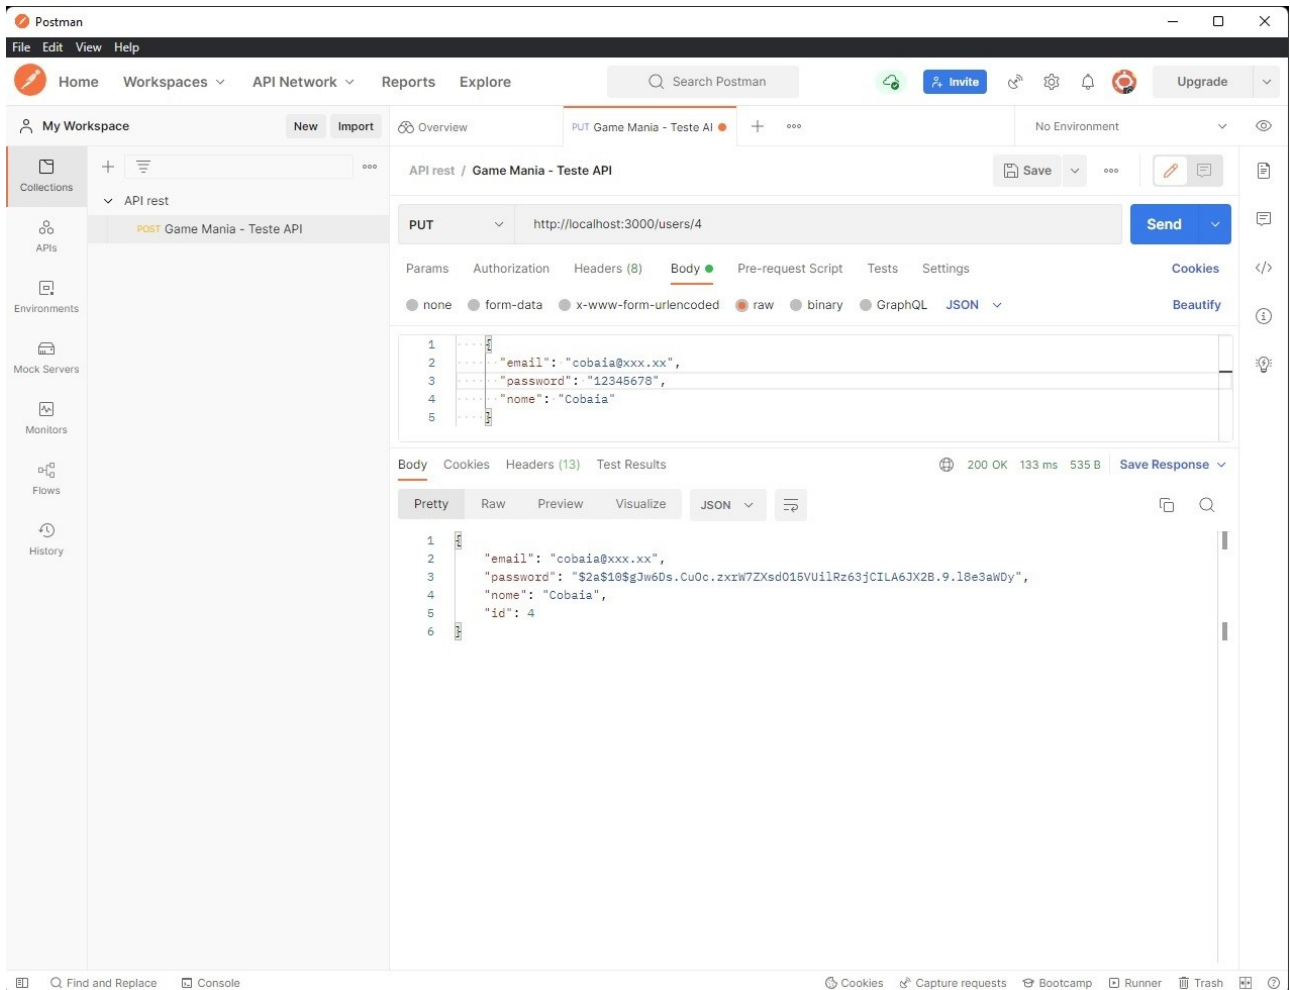 Postman
File Edit View Help
Home Workspaces API Network Reports Explore Search Postman Invite Upgrade
My Workspace New Import Overview PUT Game Mania - Teste AI No Environment
Collections
APIs
Environments
Mock Servers
Monitors
Flows
History
API rest
POST Game Mania - Teste API
API rest / Game Mania - Teste API Save
PUT http://localhost:3000/users/4 Send
Params Authorization Headers (8) Body Pre-request Script Tests Settings Cookies
none form-data x-www-form-urlencoded raw binary GraphQL JSON Beautify
1 {
2 "email": "cobaia@xxx.xx",
3 "password": "12345678",
4 "nome": "Cobaia"
5 }
Body Cookies Headers (13) Test Results 200 OK 133 ms 535 B Save Response
Pretty Raw Preview Visualize JSON
1 {
2 "email": "cobaia@xxx.xx",
3 "password": "$2a$10$gJw6Ds.CuOc.zxrW7ZXsdO15VUilRz63jCILA6JX2B.9.l8e3aWDy",
4 "nome": "Cobaia",
5 "id": 4
6 }
Find and Replace Console Cookies Capture requests Bootcamp Runner Trash